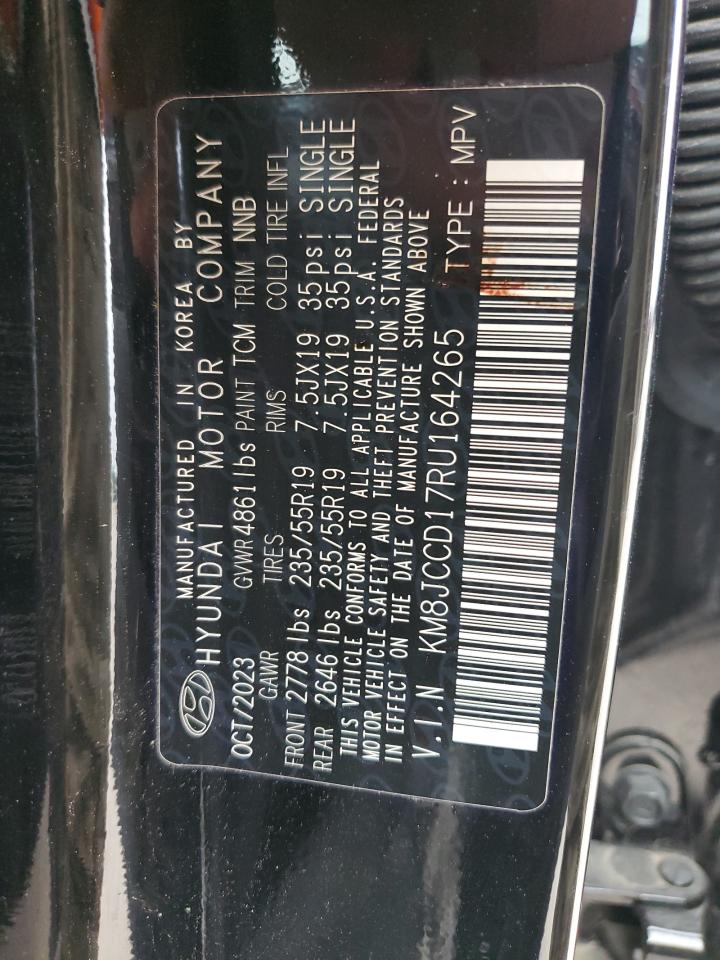 MANUFACTURED IN KOREA BY
HYUNDAI MOTOR COMPANY
OCT/2023 GVWR 4861 lbs PAINT TCM TRIM NNB
GAWR TIRES RMS COLD TIRE INFL
FRONT 2778 lbs 235/55R19 7.5JX19 35psi SINGLE
REAR 2646 lbs 235/55R19 7.5JX19 35psi SINGLE
THIS VEHICLE CONFORMS TO ALL APPLICABLE U.S.A. FEDERAL
MOTOR VEHICLE SAFETY AND THEFT PREVENTION STANDARDS
IN EFFECT ON THE DATE OF MANUFACTURE SHOWN ABOVE
V.I.N KM8JCCD17RU164265 TYPE : MPV